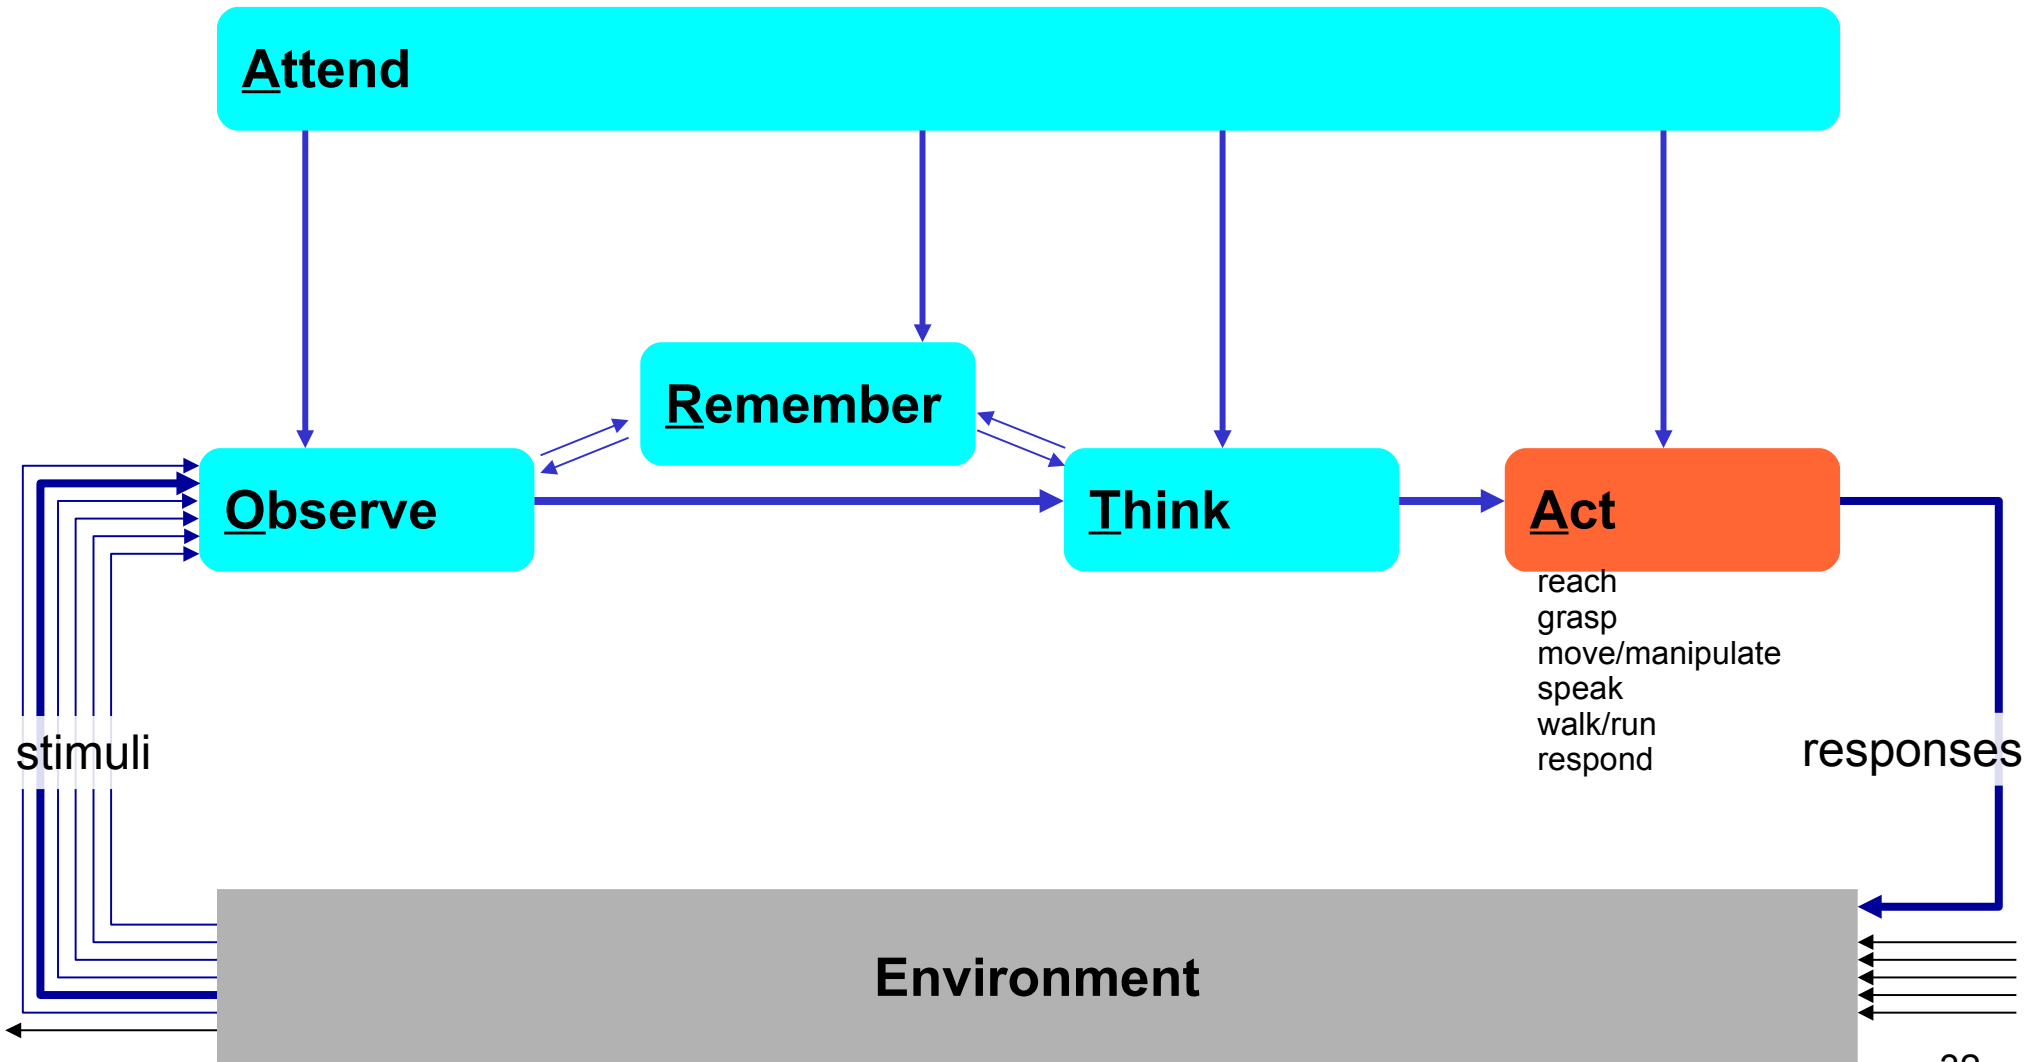 Attend
Remember
Observe
Think
Act
reach
grasp
move/manipulate
speak
walk/run
respond
stimuli
responses
Environment